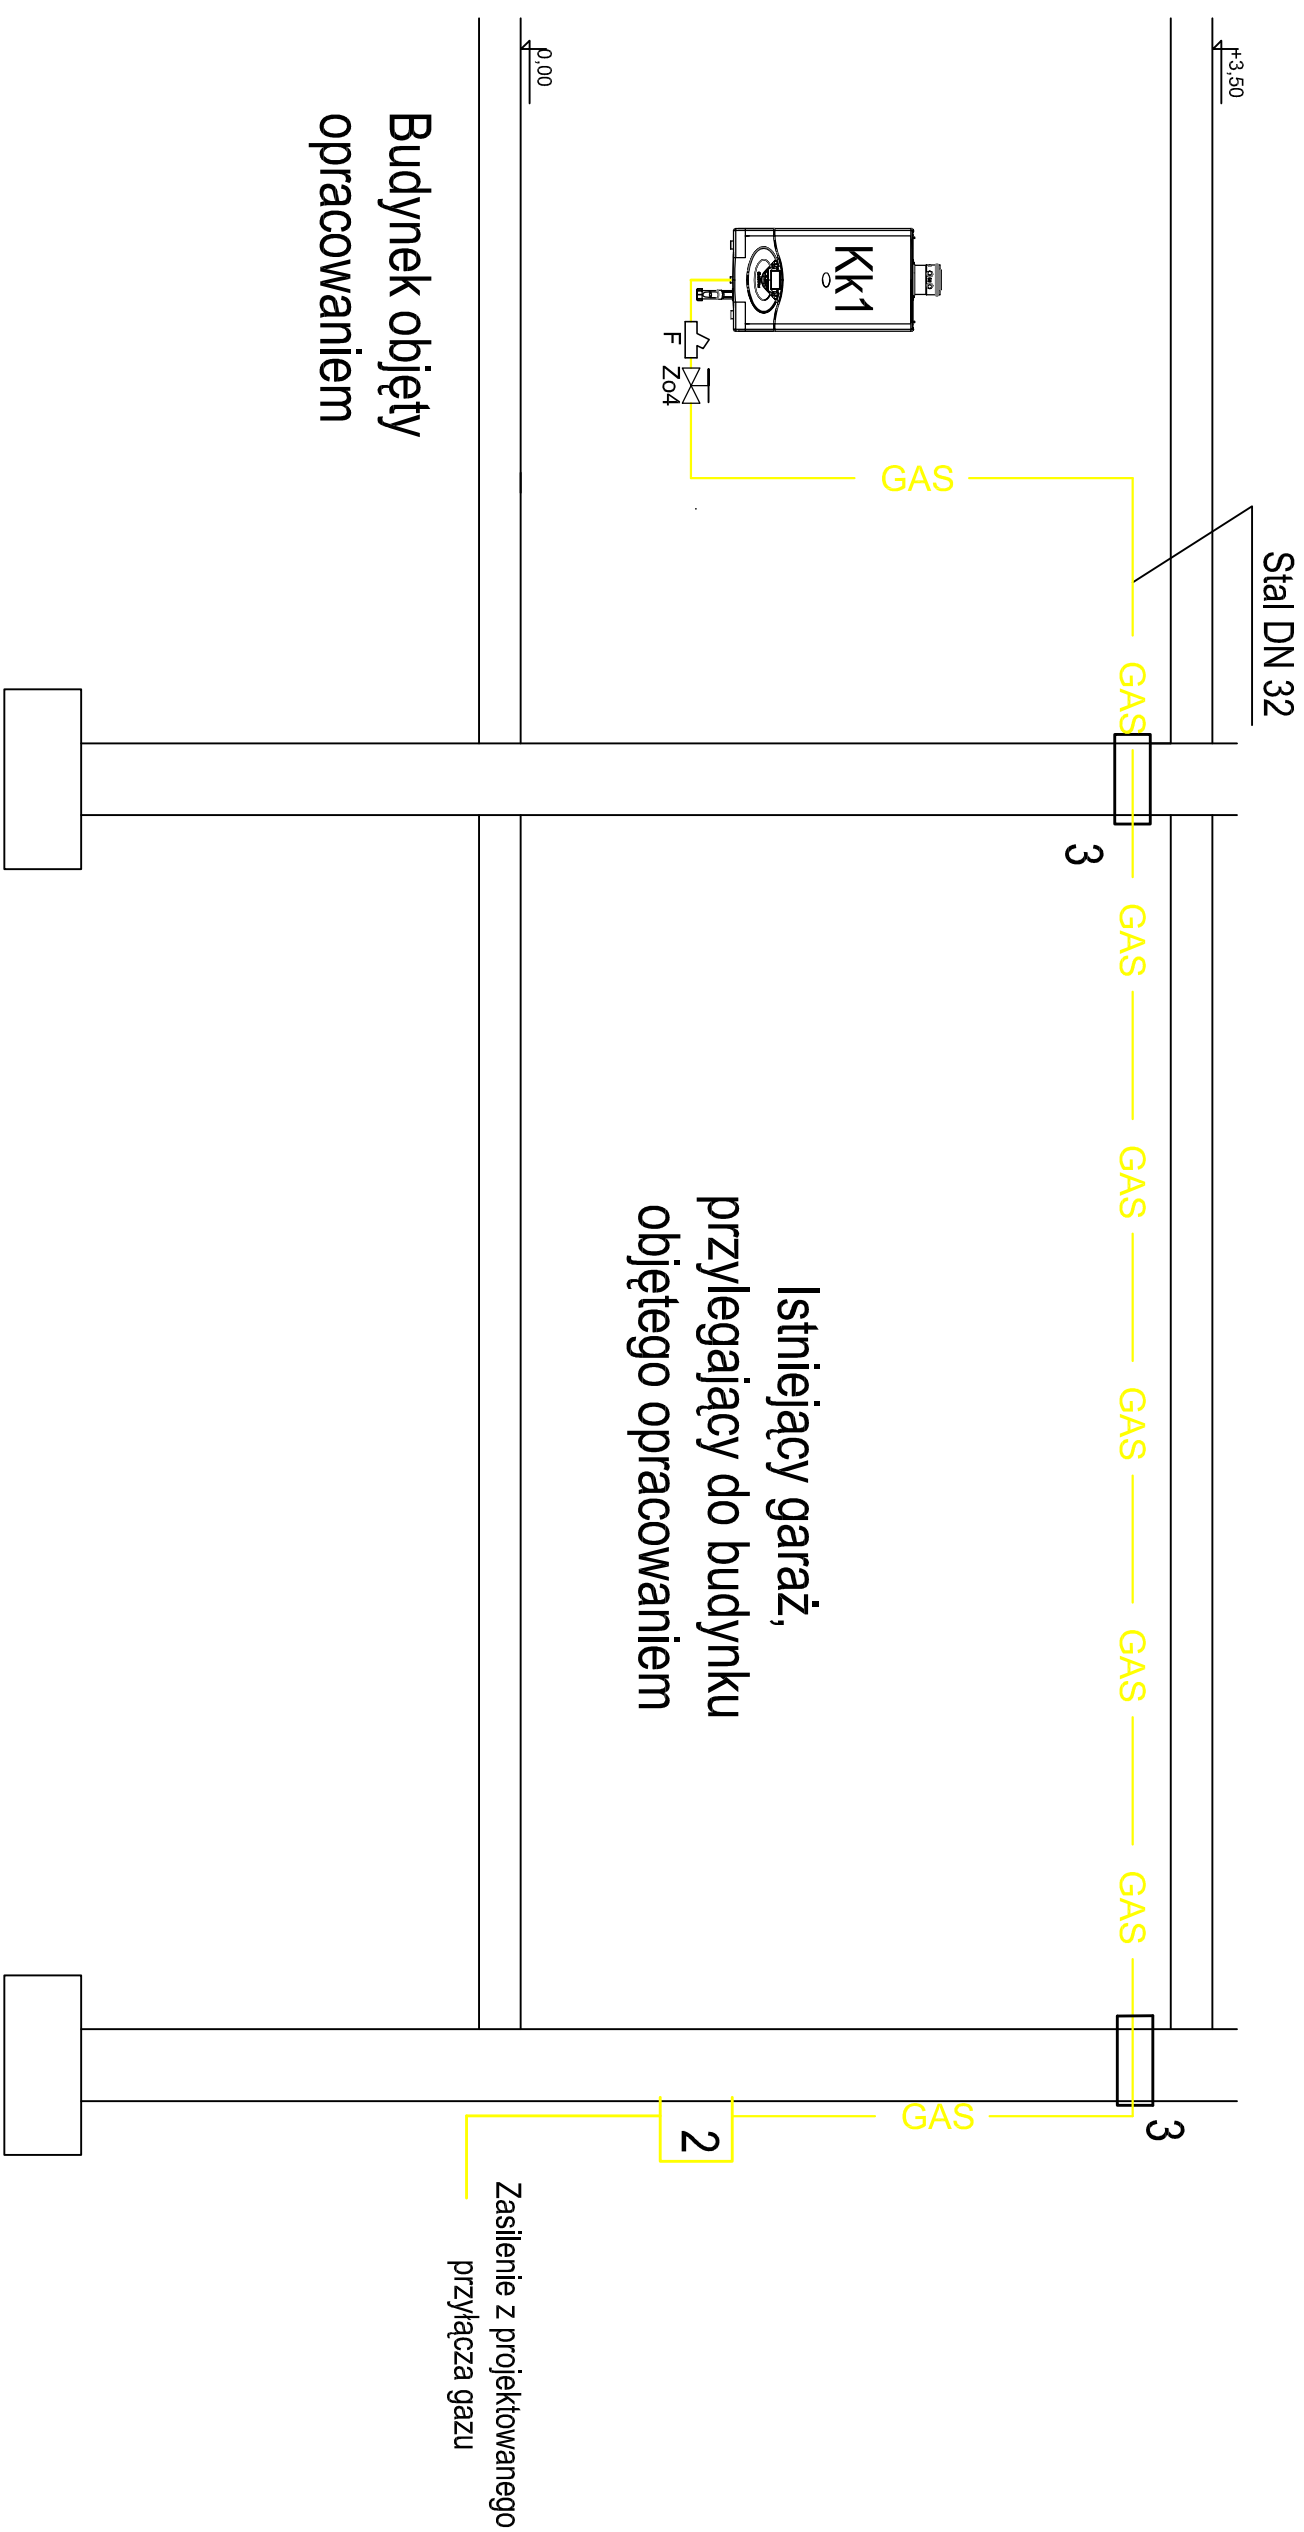 Stal DN 32
+3,50
GAS
GAS
GAS
GAS
GAS
GAS
3
3
Kk1
GAS
GAS
Istniejący garaż,
przylegający do budynku
objętego opracowaniem
F
Zo4
2
0,00
Zasilenie z projektowanego
przyłącza gazu
Budynek objęty
opracowaniem